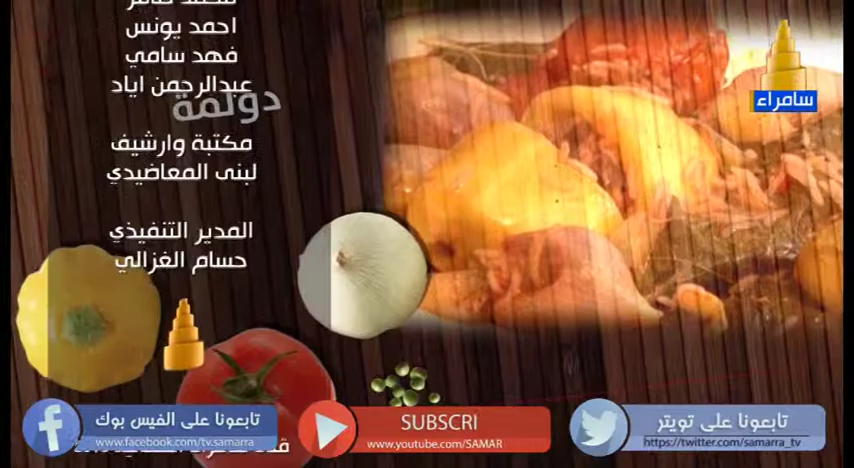 احمد يونس
فهد سامي
عبدالرحمن اياد
دولمة
مكتبة وارشيف
لبنى المعاضيدي
المدير التنفيذي
حسام الغزالي
سامراء
تابعونا على الفيس بوك
www.facebook.com/tv.samarra
SUBSCRI
www.youtube.com/SAMAR
تابعونا على تويتر
https://twitter.com/samarra_tv